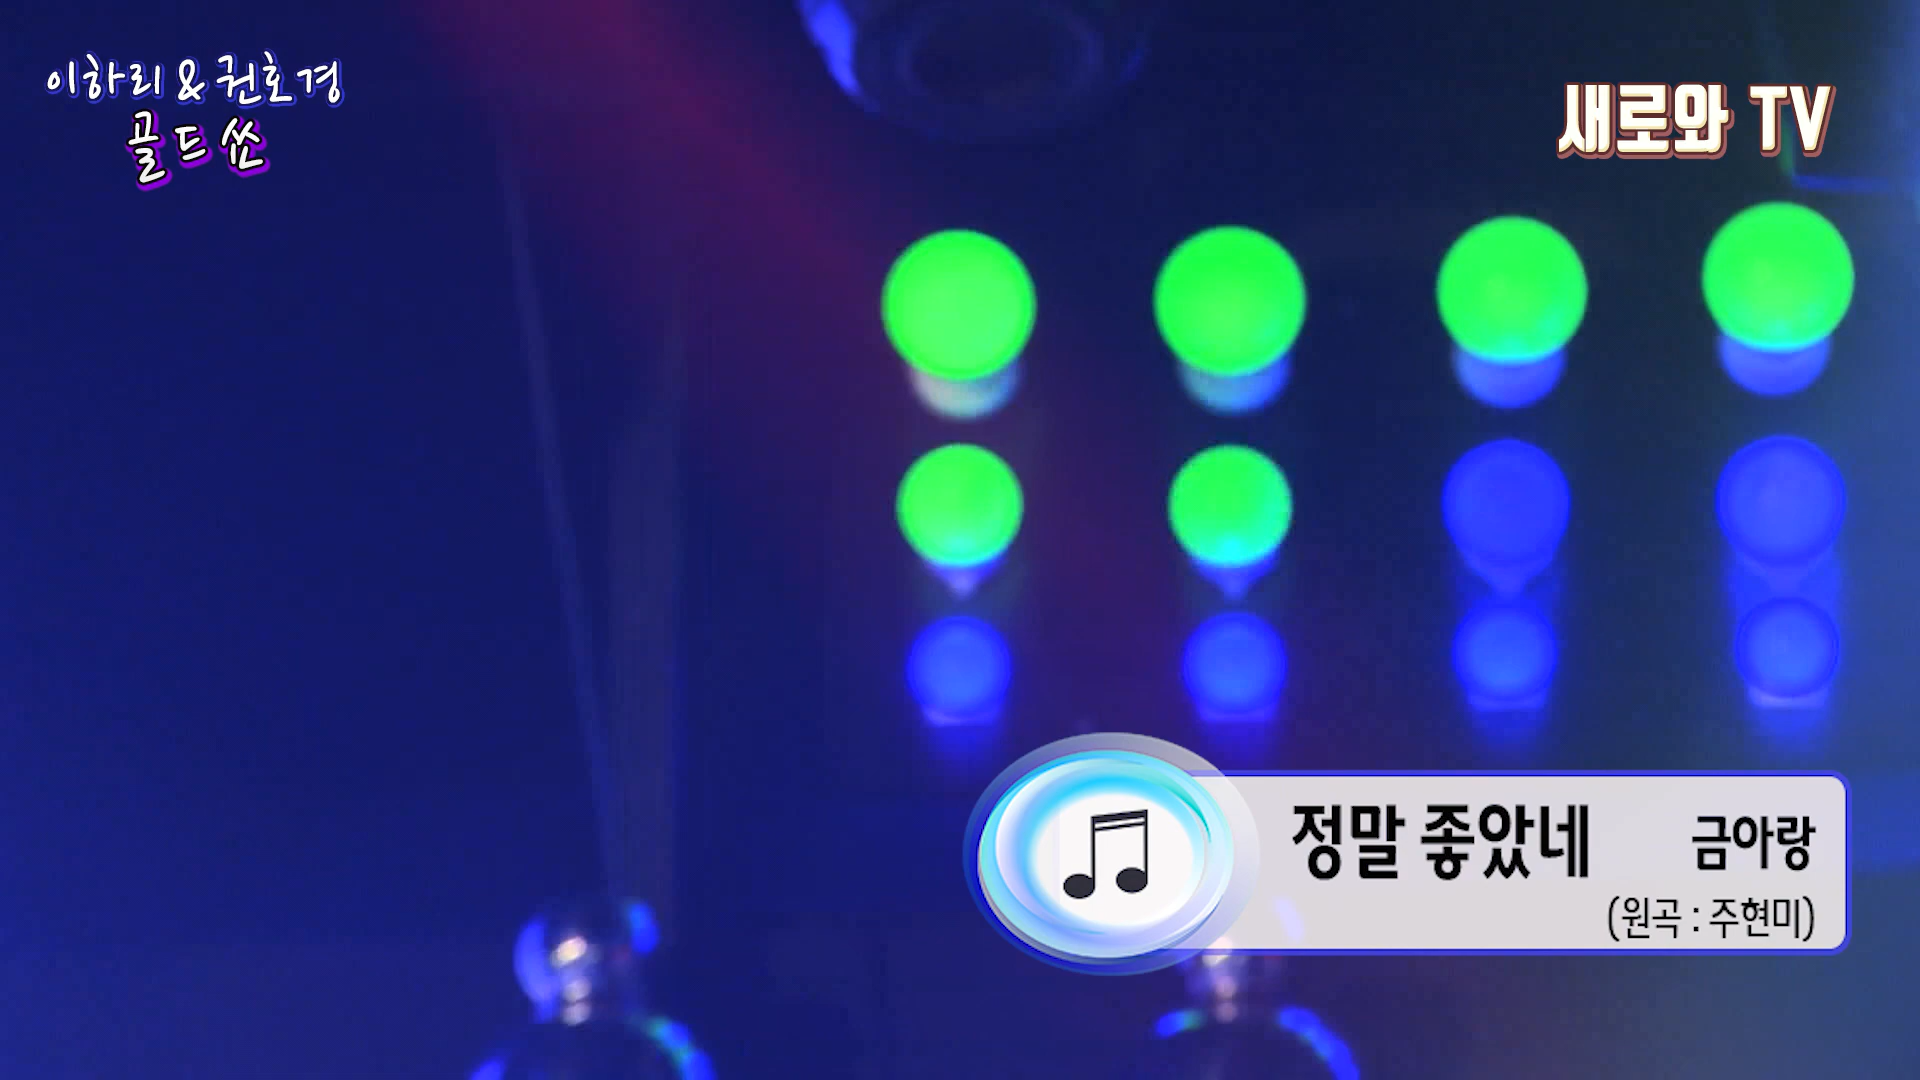 이하리 & 권호경
골드쑈
새로와 TV
정말 좋았네 금아랑
(원곡 : 주현미)